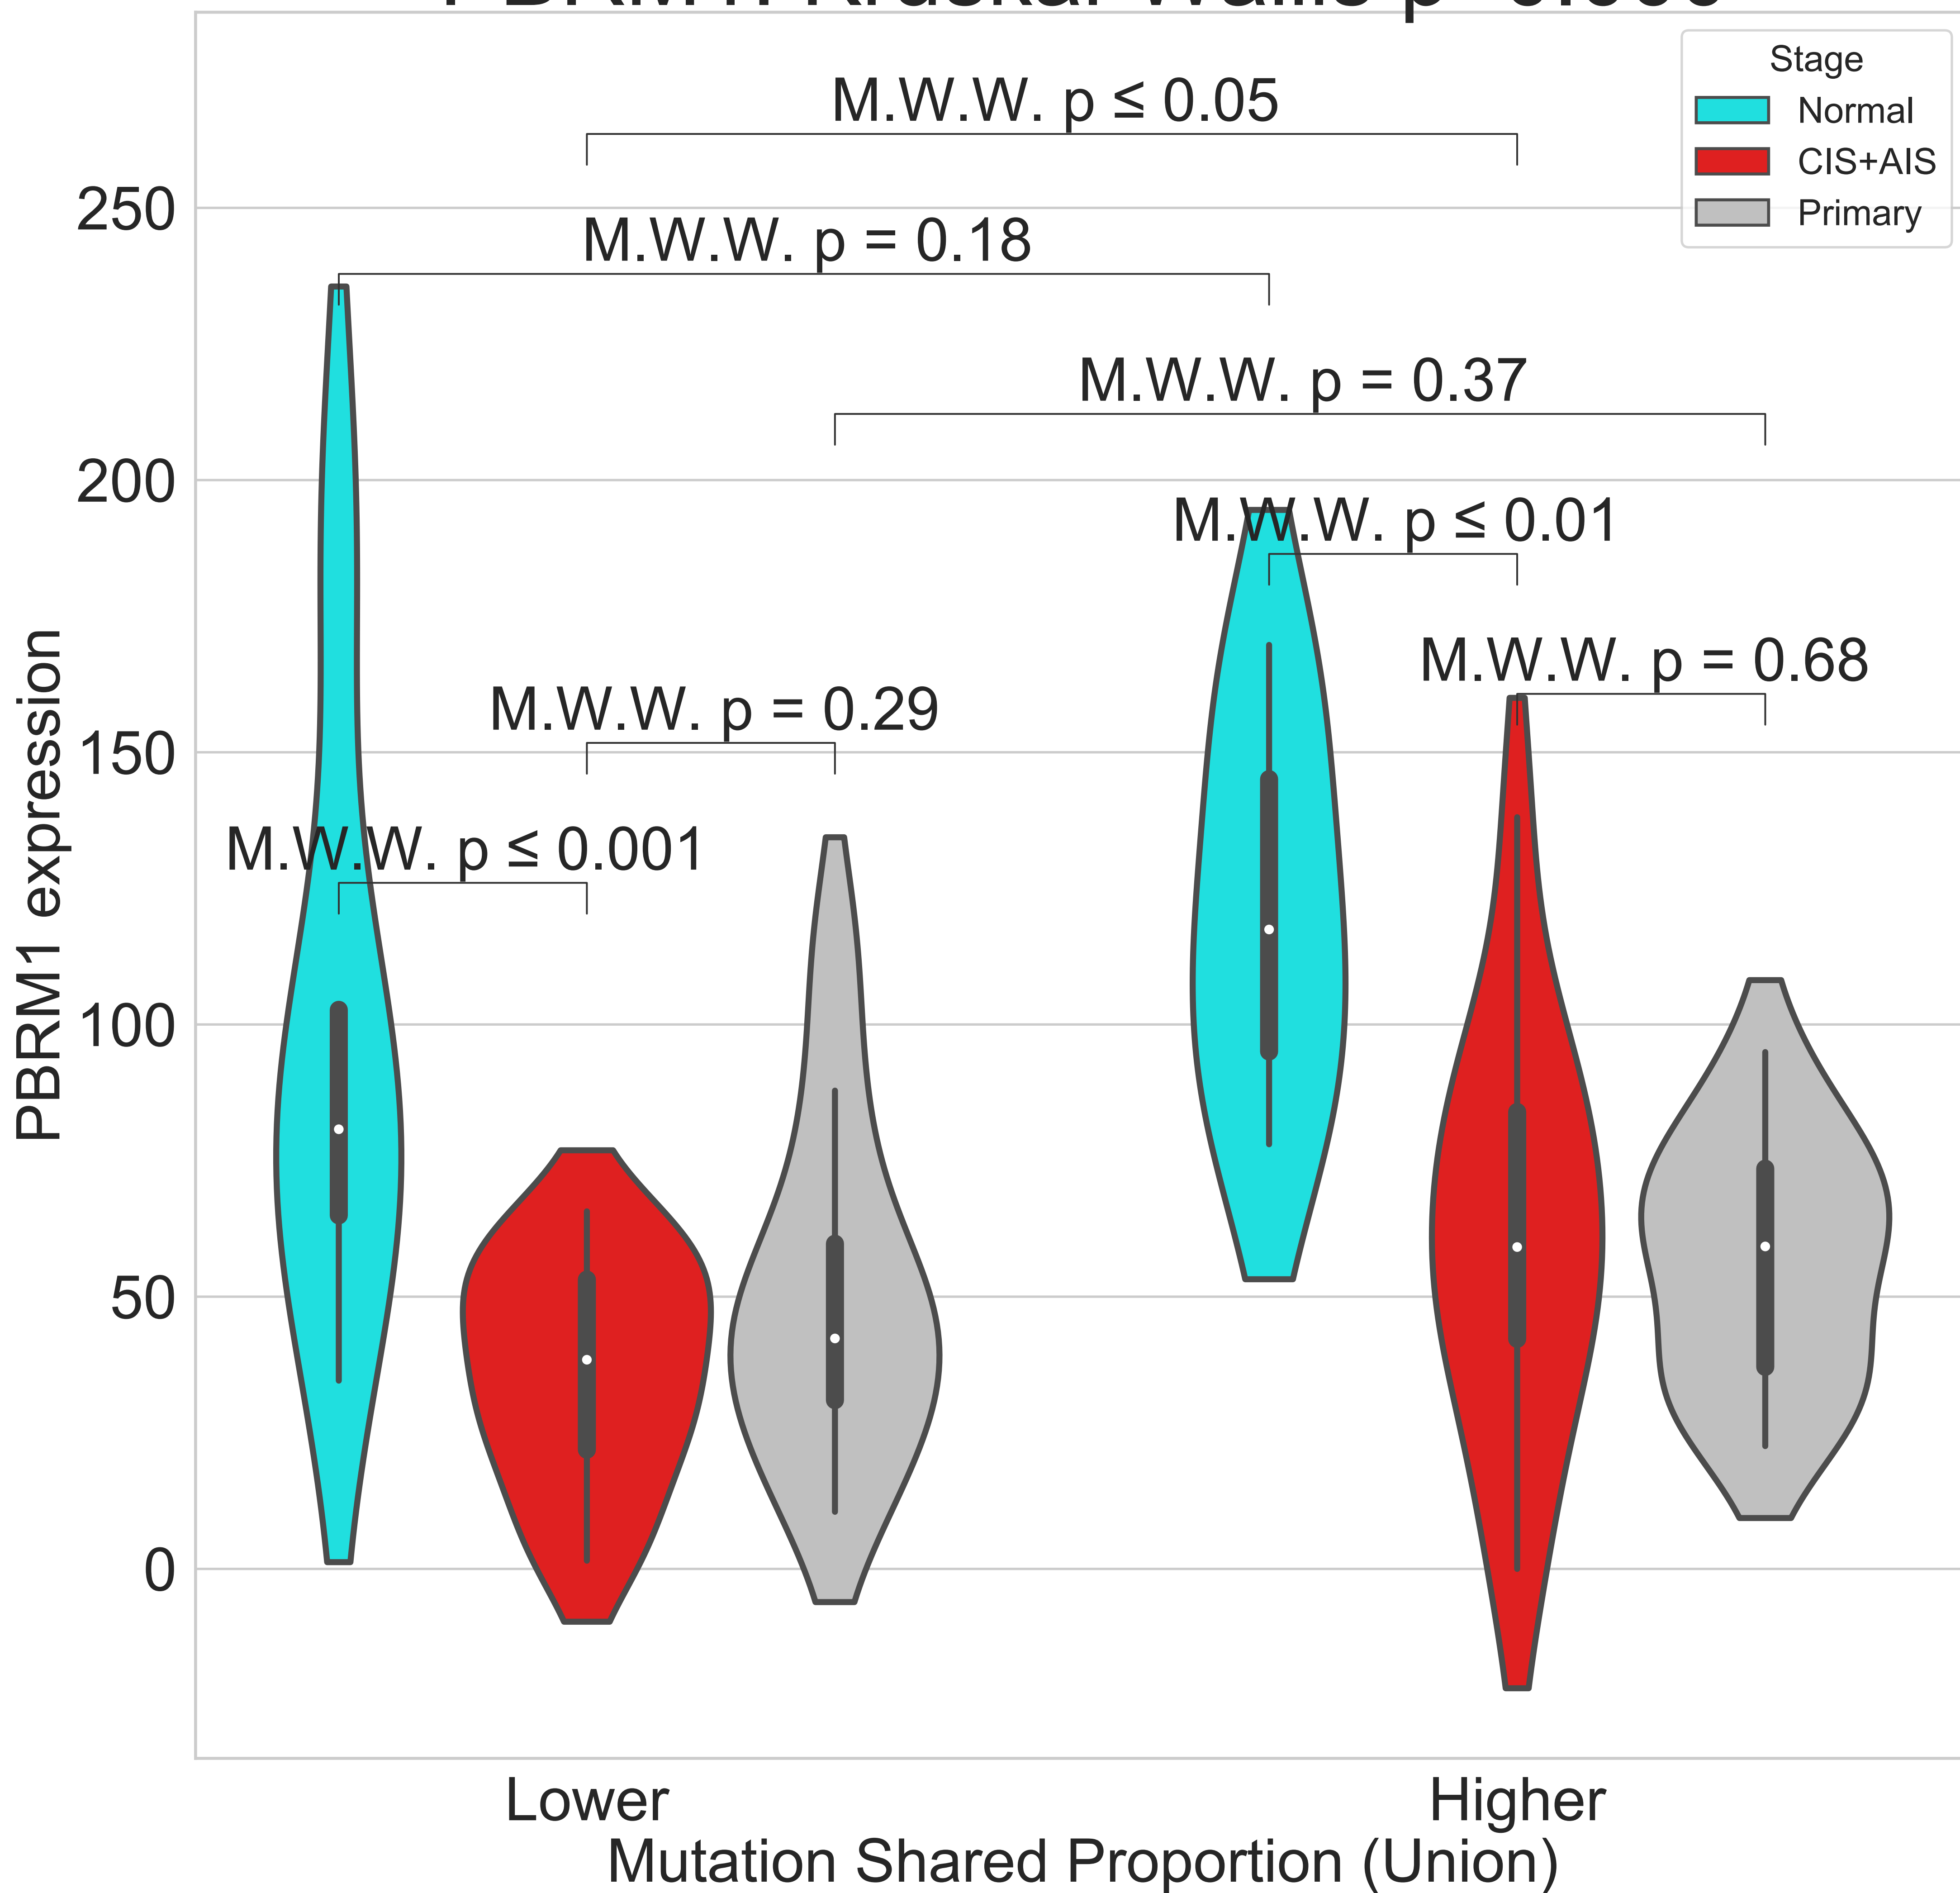 Stage
Normal
CIS+AIS
Primary
M.W.W. p ≤ 0.05
M.W.W. p = 0.18
M.W.W. p = 0.37
M.W.W. p ≤ 0.01
M.W.W. p = 0.68
M.W.W. p = 0.29
M.W.W. p ≤ 0.001
PBRM1 expression
250
200
150
100
50
0
Lower
Higher
Mutation Shared Proportion (Union)